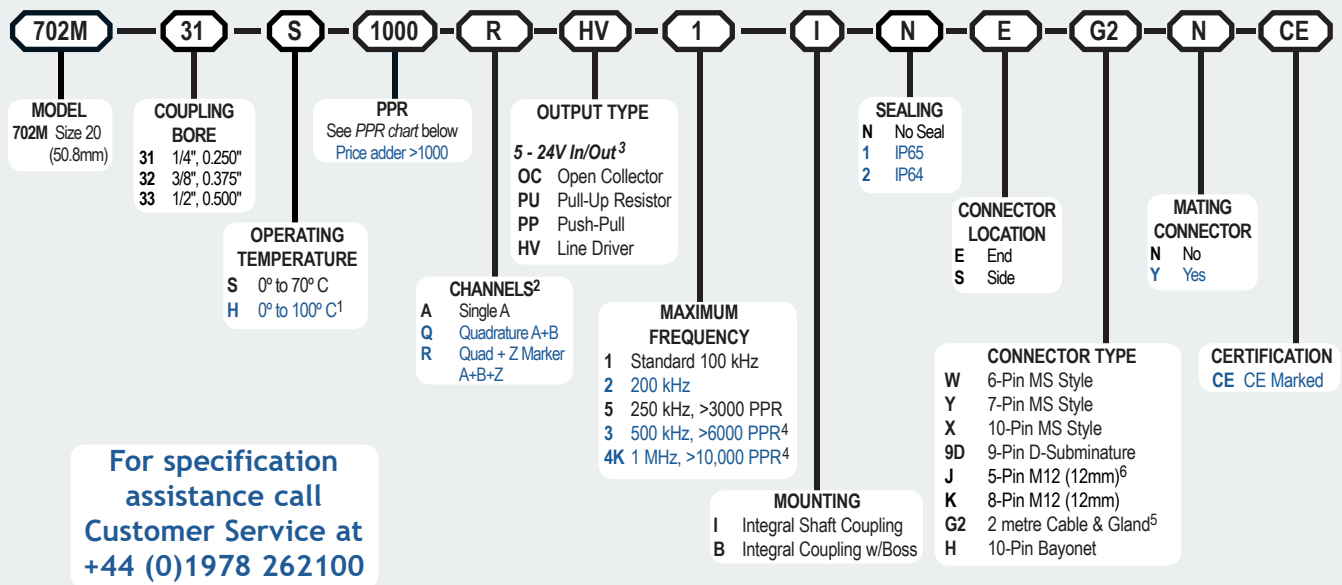 702M 31 S 1000 R HV 1 I N E G2 N CE
MODEL
702M Size 20
(50.8mm)
COUPLING
BORE
31 1/4", 0.250"
32 3/8", 0.375"
33 1/2", 0.500"
OPERATING
TEMPERATURE
S 0º to 70º C
H 0º to 100º C1
PPR
See PPR chart below
Price adder >1000
CHANNELS2
A Single A
Q Quadrature A+B
R Quad + Z Marker
A+B+Z
OUTPUT TYPE
5 - 24V In/Out3
OC Open Collector
PU Pull-Up Resistor
PP Push-Pull
HV Line Driver
MAXIMUM
FREQUENCY
1 Standard 100 kHz
2 200 kHz
5 250 kHz, >3000 PPR
3 500 kHz, >6000 PPR4
4K 1 MHz, >10,000 PPR4
MOUNTING
I Integral Shaft Coupling
B Integral Coupling w/Boss
SEALING
N No Seal
1 IP65
2 IP64
CONNECTOR
LOCATION
E End
S Side
CONNECTOR TYPE
W 6-Pin MS Style
Y 7-Pin MS Style
X 10-Pin MS Style
9D 9-Pin D-Subminature
J 5-Pin M12 (12mm)6
K 8-Pin M12 (12mm)
G2 2 metre Cable & Gland5
H 10-Pin Bayonet
MATING
CONNECTOR
N No
Y Yes
CERTIFICATION
CE CE Marked
For specification
assistance call
Customer Service at
+44 (0)1978 262100